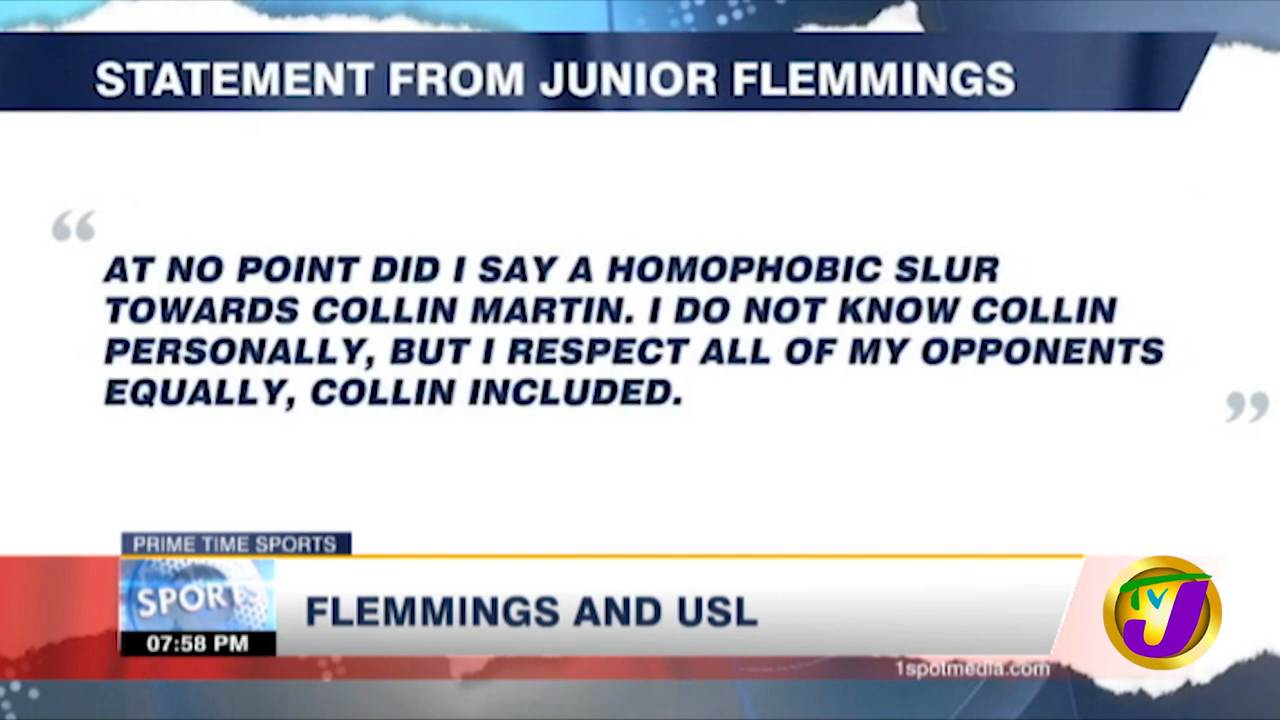 STATEMENT FROM JUNIOR FLEMMINGS
“
AT NO POINT DID I SAY A HOMOPHOBIC SLUR
TOWARDS COLLIN MARTIN. I DO NOT KNOW COLLIN
PERSONALLY, BUT I RESPECT ALL OF MY OPPONENTS
EQUALLY, COLLIN INCLUDED.
”
PRIME TIME SPORTS
SPORTS
07:58 PM
FLEMMINGS AND USL
TVJ
1spotmedia.com